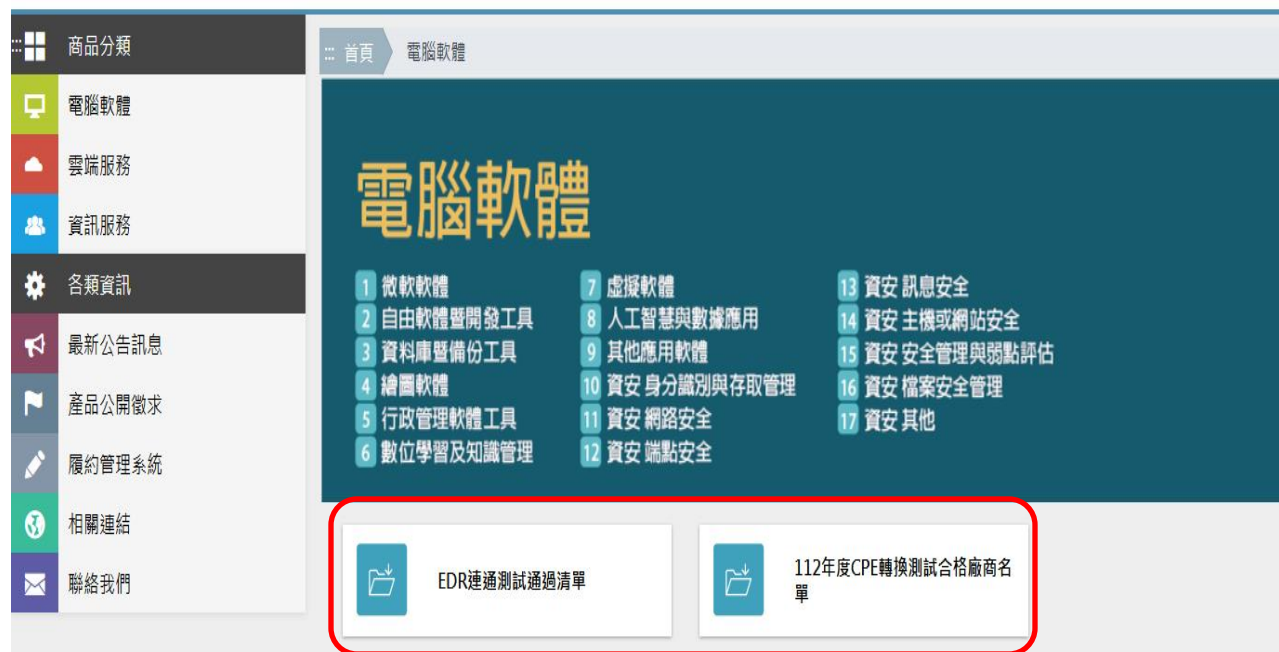 商品分類
電腦軟體
雲端服務
資訊服務
各類資訊
最新公告訊息
產品公開徵求
履約管理系統
相關連結
聯絡我們
首頁
電腦軟體
電腦軟體
1 微軟軟體
2 自由軟體暨開發工具
3 資料庫暨備份工具
4 繪圖軟體
5 行政管理軟體工具
6 數位學習及知識管理
7 虛擬軟體
8 人工智慧與數據應用
9 其他應用軟體
10 資安 身分識別與存取管理
11 資安 網路安全
12 資安 端點安全
13 資安 訊息安全
14 資安 主機或網站安全
15 資安 安全管理與弱點評估
16 資安 檔案安全管理
17 資安 其他
EDR連通測試通過清單
112年度CPE轉換測試合格廠商名
單